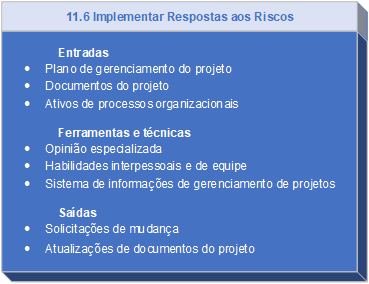 11.6 Implementar Respostas aos Riscos
Entradas
• Plano de gerenciamento do projeto
• Documentos do projeto
• Ativos de processos organizacionais
Ferramentas e técnicas
• Opinião especializada
• Habilidades interpessoais e de equipe
• Sistema de informações de gerenciamento de projetos
Saídas
• Solicitações de mudança
• Atualizações de documentos do projeto